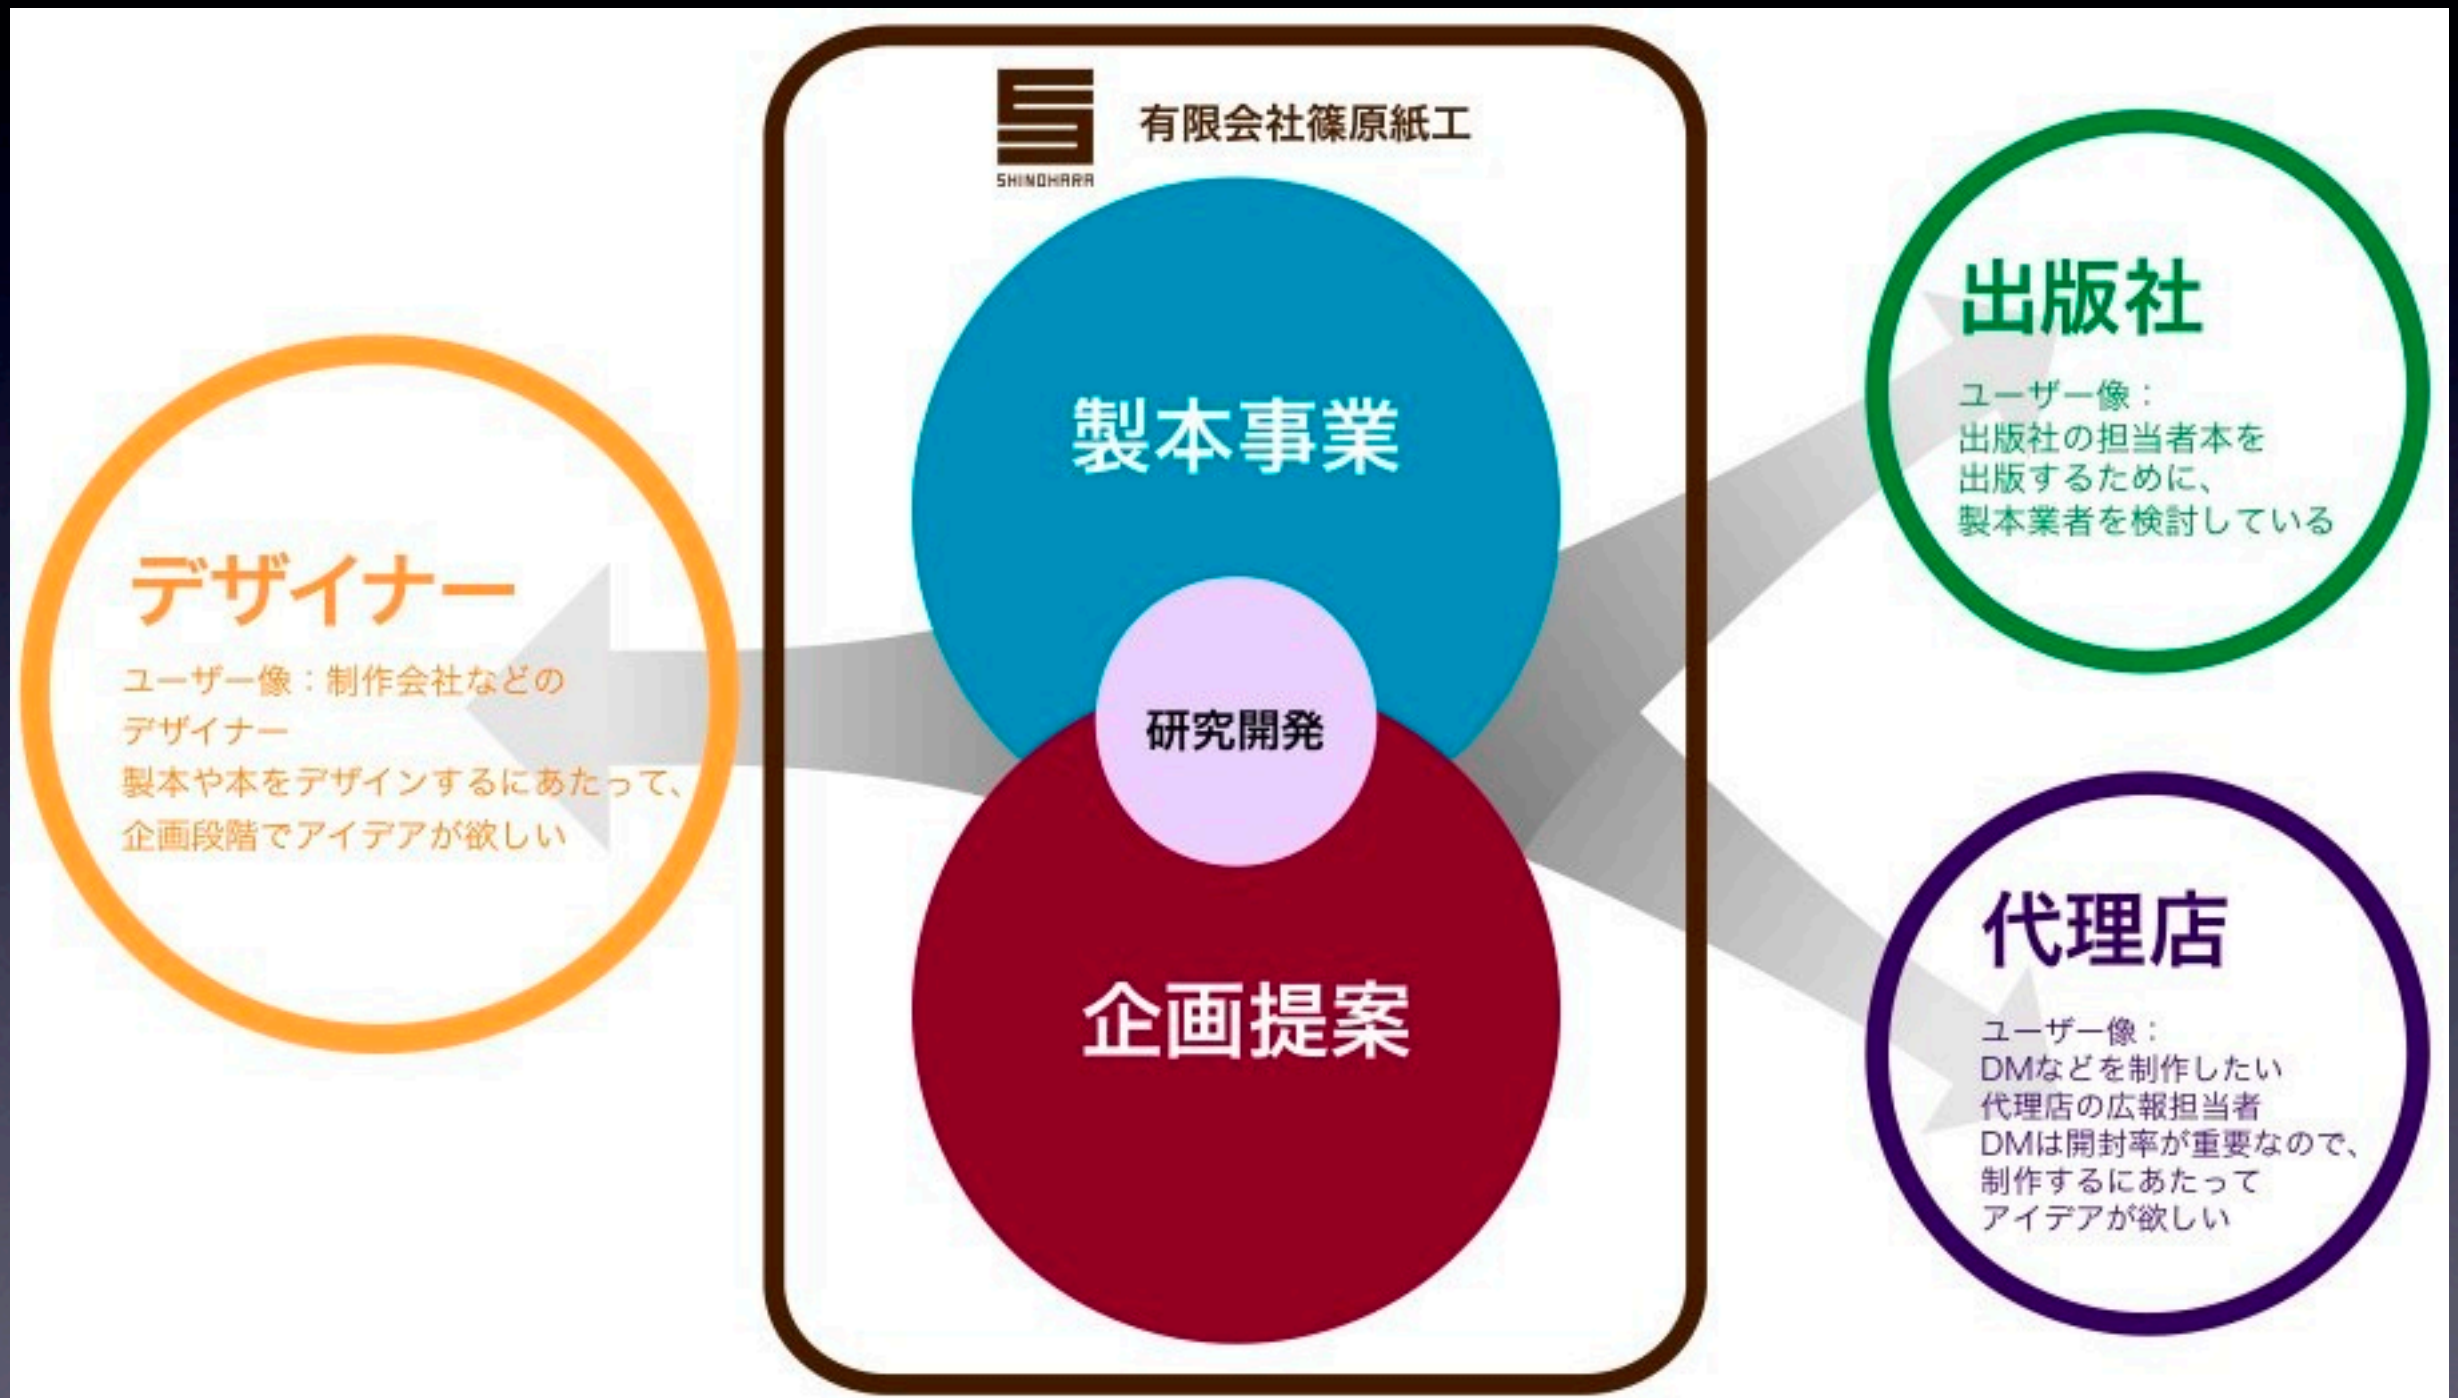 SHINOHARA
有限会社篠原紙工
製本事業
研究開発
企画提案
デザイナー
ユーザー像：制作会社などの
デザイナー
製本や本をデザインするにあたって、
企画段階でアイデアが欲しい
出版社
ユーザー像：
出版社の担当者本を
出版するために、
製本業者を検討している
代理店
ユーザー像：
DMなどを制作したい
代理店の広報担当者
DMは開封率が重要なので、
制作するにあたって
アイデアが欲しい